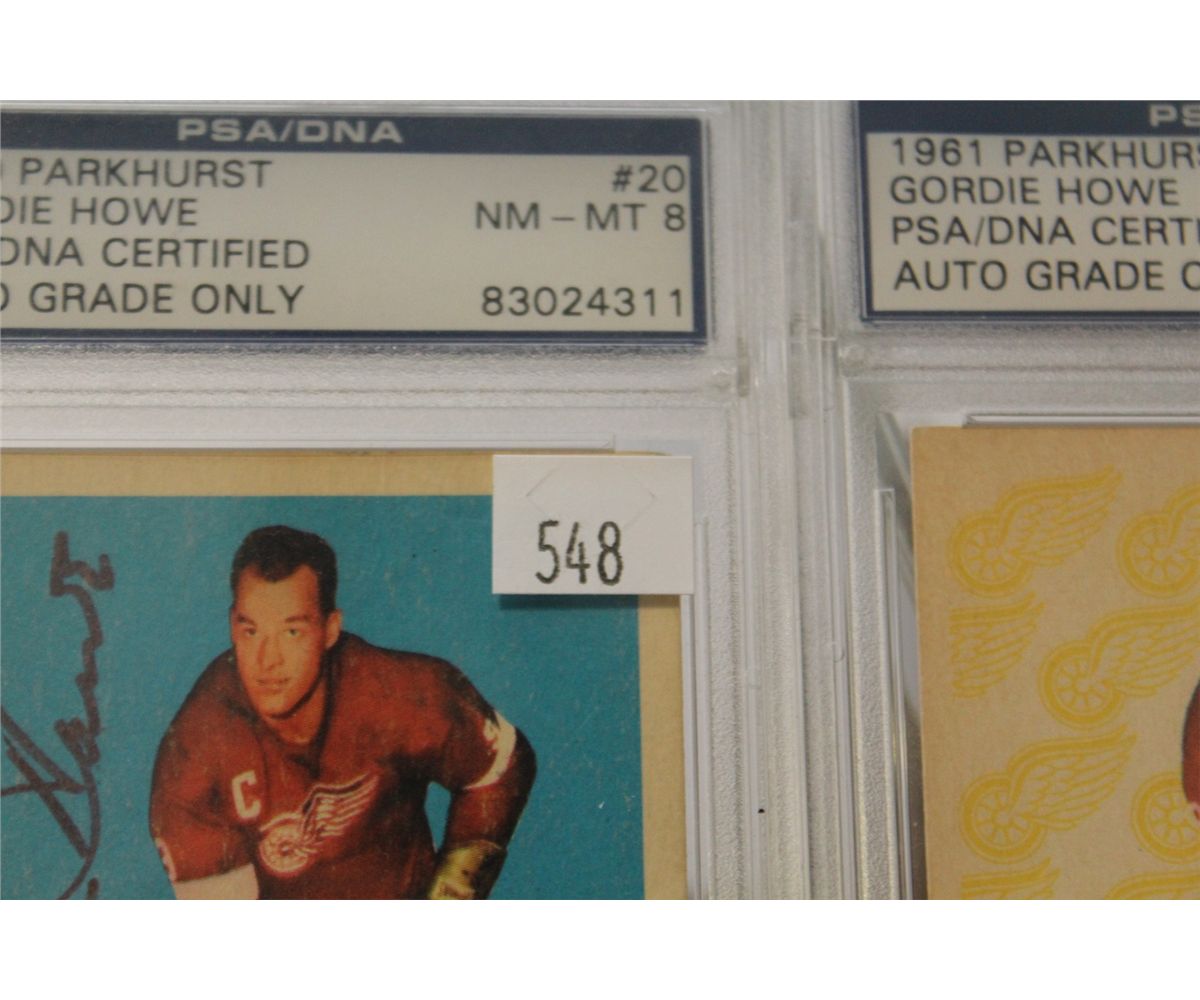 PSA/DNA
PARKHURST #20
DIE HOWE NM-MT 8
DNA CERTIFIED
GRADE ONLY 83024311
PS
1961 PARKHURS
GORDIE HOWE
PSA/DNA CERTI
AUTO GRADE O
548
C